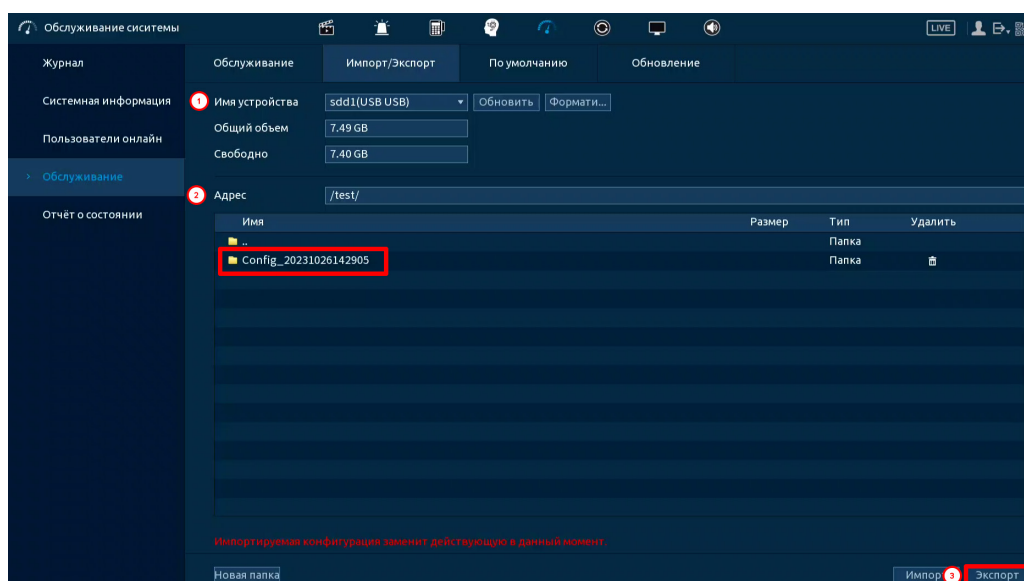 Обслуживание сиситемы
LIVE
Журнал
Обслуживание
Импорт/Экспорт
По умолчанию
Обновление
Системная информация
1
Имя устройства
sdd1(USB USB)
Обновить
Формати...
Общий объем
7.49 GB
Пользователи онлайн
Свободно
7.40 GB
Обслуживание
2
Адрес
/test/
Отчёт о состоянии
Имя
Размер
Тип
Удалить
..
Папка
Config_20231026142905
Папка
Импортируемая конфигурация заменит действующую в данный момент.
Новая папка
Импор
3
Экспорт